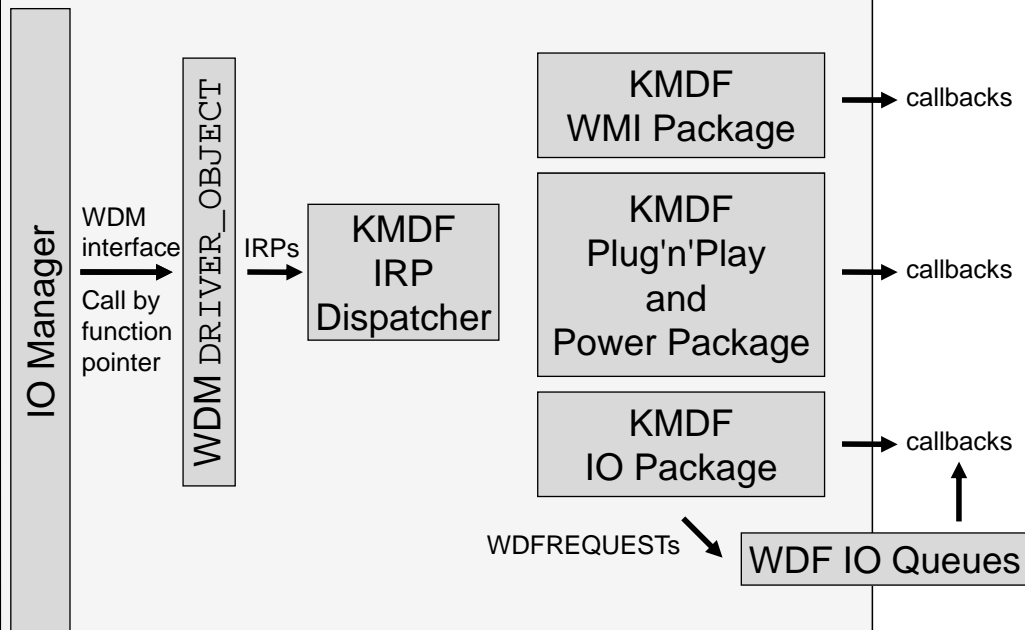 IO Manager
WDM
interface
Call by
function
pointer
WDM DRIVER_OBJECT
IRPs
KMDF
IRP
Dispatcher
KMDF
WMI Package
callbacks
KMDF
Plug'n'Play
and
Power Package
callbacks
KMDF
IO Package
callbacks
WDFREQUESTs
WDF IO Queues